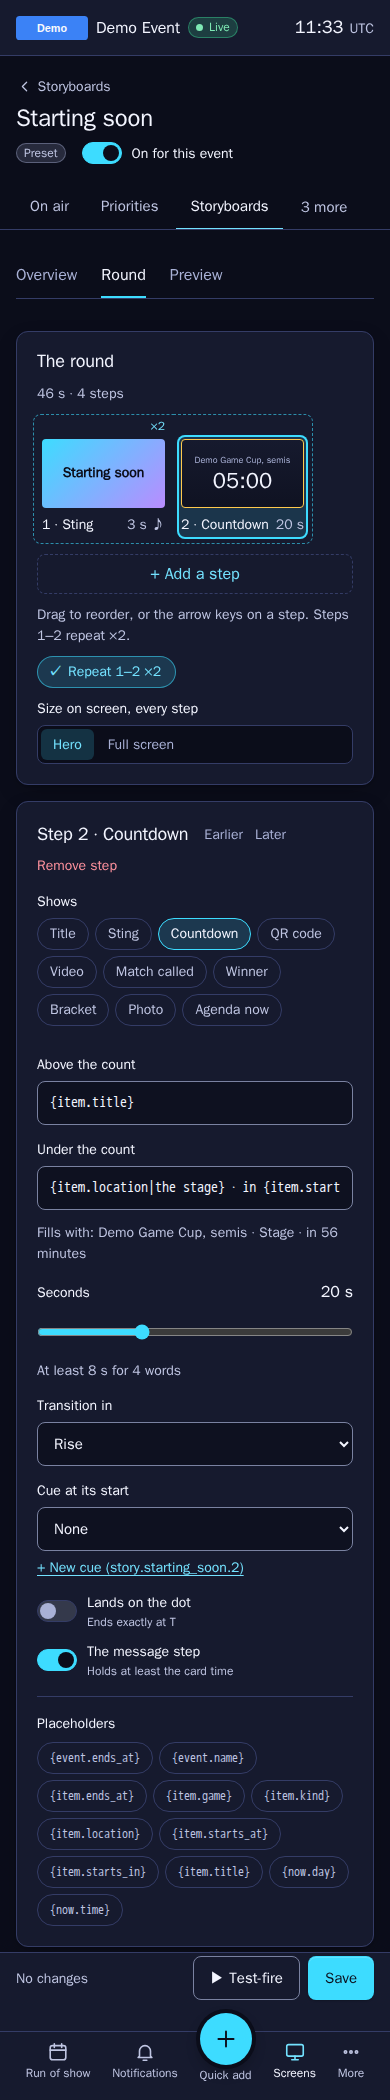 Demo Demo Event Live 11:33 UTC
Storyboards
Starting soon
Preset On for this event
On air Priorities Storyboards 3 more
Overview Round Preview
The round
46 s · 4 steps
×2
Starting soon
Demo Game Cup, semis
05:00
1 · Sting 3 s ♪ 2 · Countdown 20 s
+ Add a step
Drag to reorder, or the arrow keys on a step. Steps
1–2 repeat ×2.
✓ Repeat 1–2 ×2
Size on screen, every step
Hero Full screen
Step 2 · Countdown Earlier Later
Remove step
Shows
Title Sting Countdown QR code
Video Match called Winner
Bracket Photo Agenda now
Above the count
{item.title}
Under the count
{item.location|the stage} · in {item.start
Fills with: Demo Game Cup, semis · Stage · in 56
minutes
Seconds 20 s
At least 8 s for 4 words
Transition in
Rise
Cue at its start
None
+ New cue (story.starting_soon.2)
Lands on the dot
Ends exactly at T
The message step
Holds at least the card time
Placeholders
{event.ends_at} {event.name}
{item.ends_at} {item.game} {item.kind}
{item.location} {item.starts_at}
{item.starts_in} {item.title} {now.day}
{now.time}
No changes ▶ Test-fire Save
Run of show Notifications Quick add Screens More